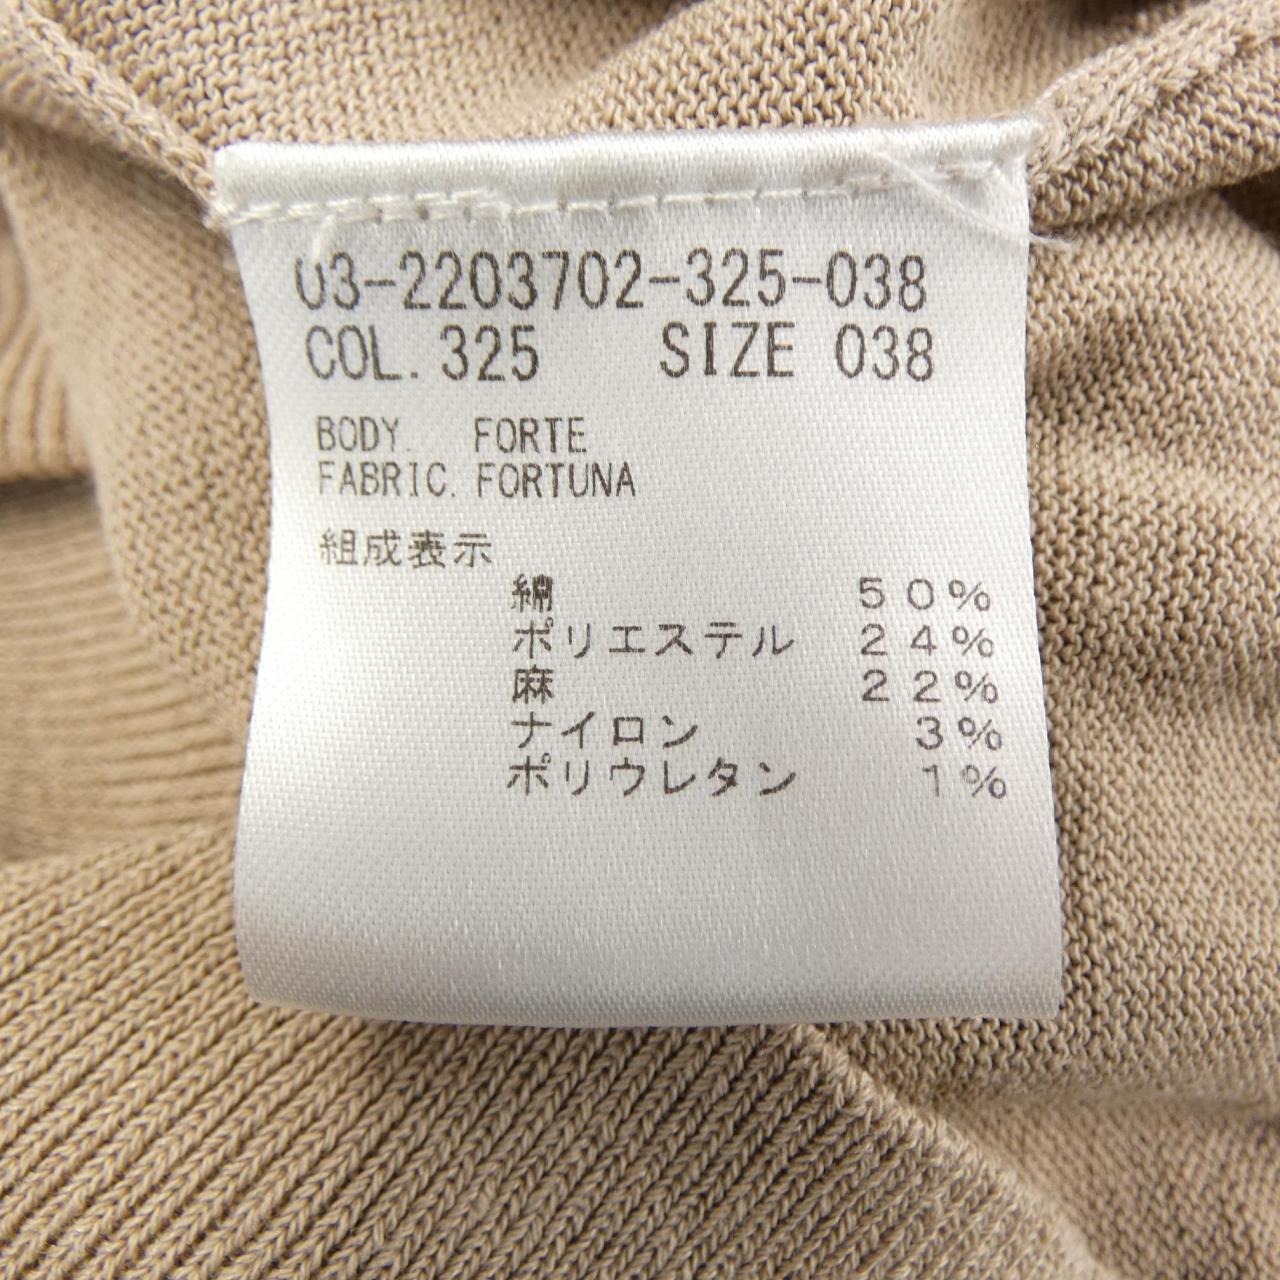 03-2203702-325-038
COL. 325 SIZE 038
BODY. FORTE
FABRIC. FORTUNA
組成表示
綿 50%
ポリエステル 24%
麻 22%
ナイロン 3%
ポリウレタン 1%